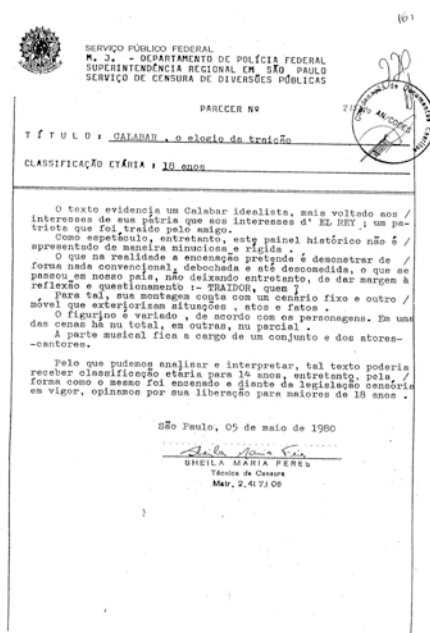 161
SERVIÇO PÚBLICO FEDERAL
M. J. - DEPARTAMENTO DE POLÍCIA FEDERAL
SUPERINTENDÊNCIA REGIONAL EM SÃO PAULO
SERVIÇO DE CENSURA DE DIVERSÕES PÚBLICAS
PARECER Nº
AN/CODES
TÍTULO: CALABAR , o elogio da traicão
CLASSIFICAÇÃO ETÁRIA : 18 anos
O texto evidencia um Calabar idealista, mais voltado aos /
interesses de sua pátria que aos interesses d' EL REY ; um pa-
triota que foi traido pelo amigo.
Como espetáculo, entretanto, este painel histórico não é /
apresentado de maneira minuciosa e rígida .
O que na realidade a encenação pretende é demonstrar de /
forma nada convencional, debochada e até descomedida, o que se
passou em nosso país, não deixando entretanto, de dar margem à
reflexão e questionamento :- TRAIDOR, quem ?
Para tal, sua montagem conta com um cenário fixo e outro /
móvel que exteriorizam situações , atos e fatos .
O figurino é variado , de acordo com os personagens. Em uma
das cenas há nu total, em outras, nu parcial .
A parte musical fica a cargo de um conjunto e dos atores-
-cantores.
Pelo que pudemos analisar e interpretar, tal texto poderia
receber classificação etária para 14 anos, entretanto, pela, /
forma como o mesmo foi encenado e diante da legislação censória
em vigor, opinamos por sua liberação para maiores de 18 anos .
São Paulo, 05 de maio de 1980
SHEILA MARIA FERES
Técnica de Censura
Matr. 2.417.108